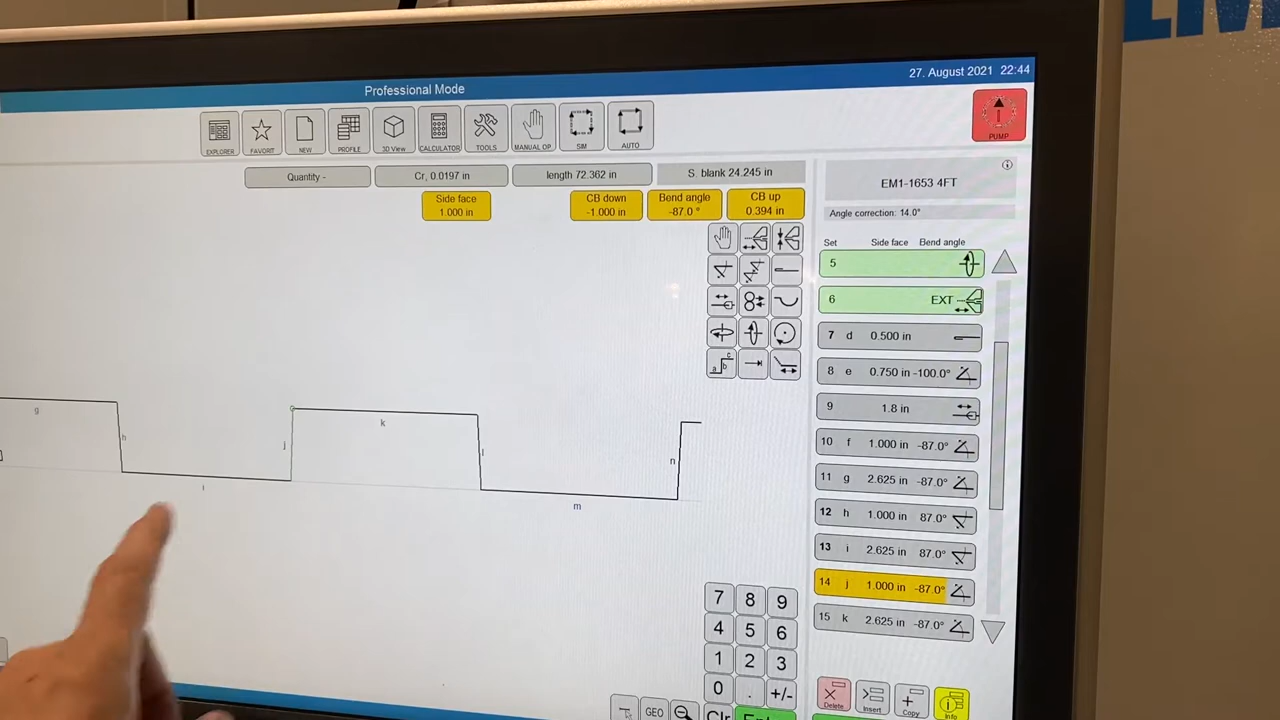 Professional Mode
27. August 2021 22:44
EXPLORER
FAVORIT
NEW
PROFILE
3D View
CALCULATOR
TOOLS
MANUAL OP
SIM
AUTO
PUMP
Quantity -
Cr, 0.0197 in
length 72.362 in
S. blank 24.245 in
EM1-1653 4FT
Side face
1.000 in
CB down
-1.000 in
Bend angle
-87.0 °
CB up
0.394 in
Angle correction: 14.0°
Set Side face Bend angle
5
6 EXT
7 d 0.500 in
8 e 0.750 in -100.0°
9 1.8 in
10 f 1.000 in -87.0°
11 g 2.625 in -87.0°
12 h 1.000 in 87.0°
13 i 2.625 in 87.0°
14 j 1.000 in -87.0°
15 k 2.625 in -87.0°
g
h
i
j
k
l
m
n
a b c
7 8 9
4 5 6
1 2 3
0 . +/-
GEO
Delete
Insert
Copy
Info